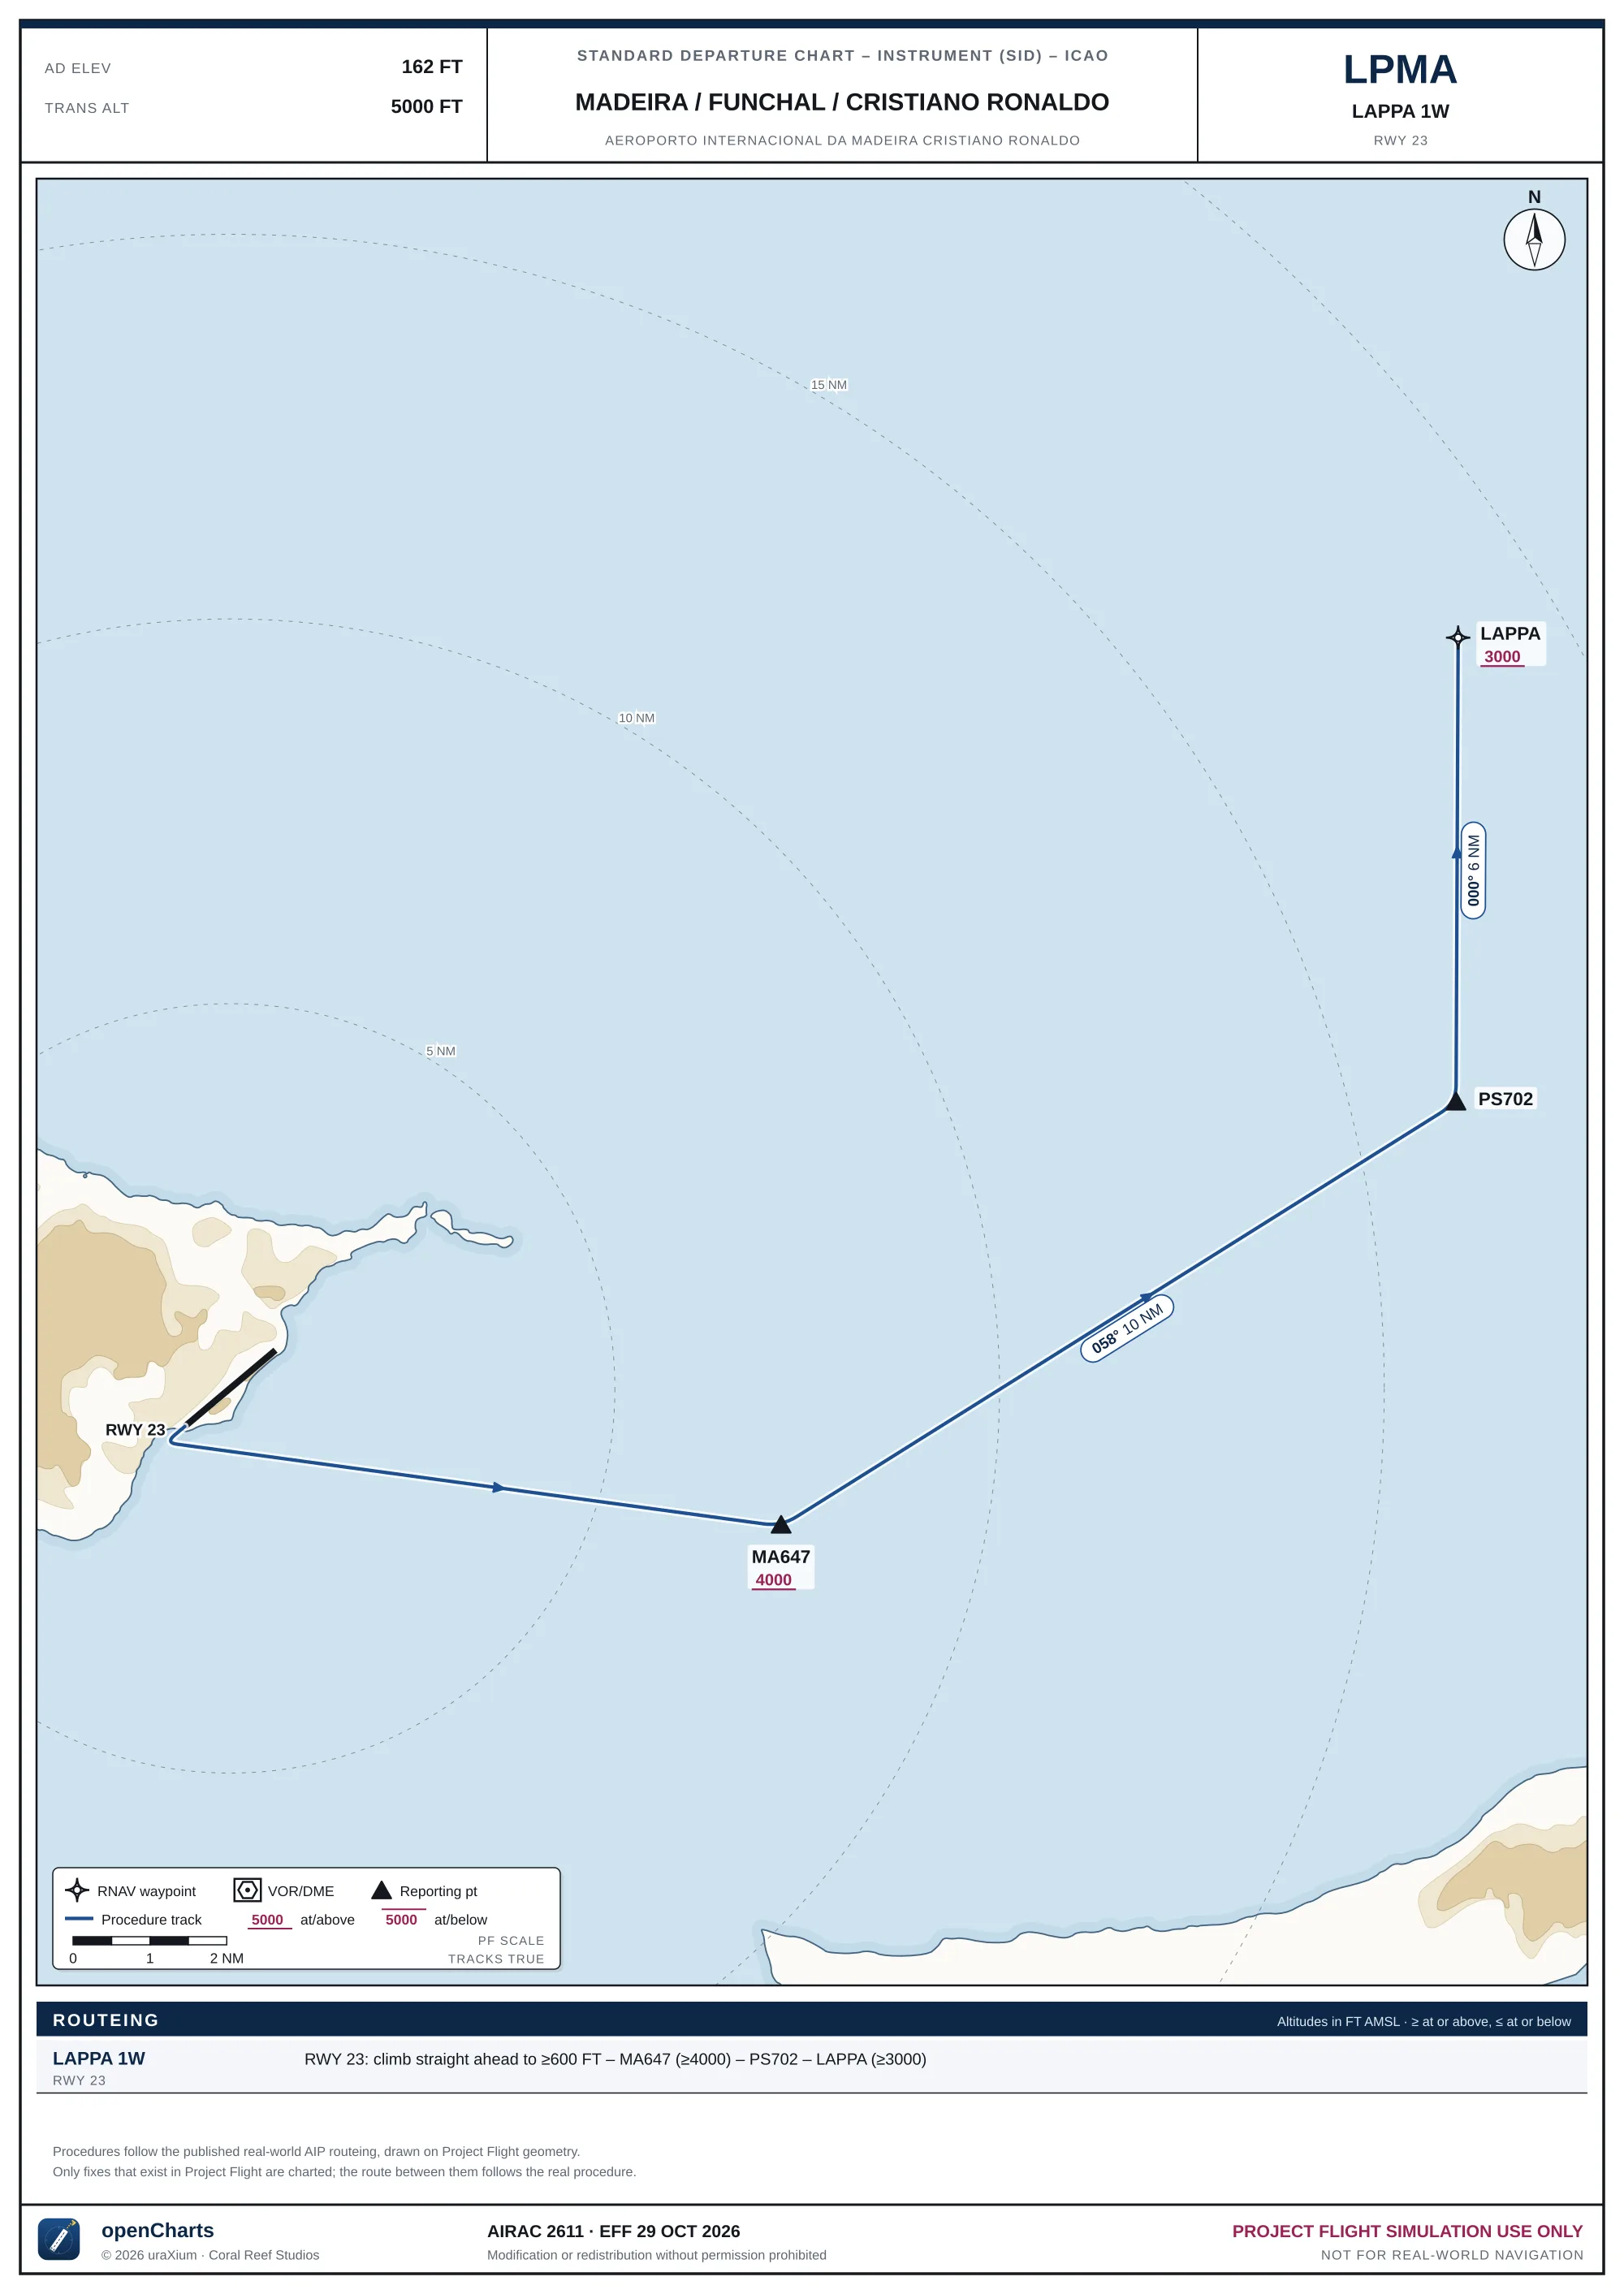 AD ELEV 162 FT
TRANS ALT 5000 FT
STANDARD DEPARTURE CHART – INSTRUMENT (SID) – ICAO
MADEIRA / FUNCHAL / CRISTIANO RONALDO
AEROPORTO INTERNACIONAL DA MADEIRA CRISTIANO RONALDO
LPMA
LAPPA 1W
RWY 23
N
15 NM
LAPPA
3000
10 NM
000° 6 NM
5 NM
PS702
058° 10 NM
RWY 23
MA647
4000
RNAV waypoint VOR/DME Reporting pt
Procedure track 5000 at/above 5000 at/below
PF SCALE
0 1 2 NM TRACKS TRUE
ROUTEING Altitudes in FT AMSL · ≥ at or above, ≤ at or below
LAPPA 1W RWY 23: climb straight ahead to ≥600 FT – MA647 (≥4000) – PS702 – LAPPA (≥3000)
RWY 23
Procedures follow the published real-world AIP routeing, drawn on Project Flight geometry.
Only fixes that exist in Project Flight are charted; the route between them follows the real procedure.
openCharts AIRAC 2611 · EFF 29 OCT 2026 PROJECT FLIGHT SIMULATION USE ONLY
© 2026 uraXium · Coral Reef Studios Modification or redistribution without permission prohibited NOT FOR REAL-WORLD NAVIGATION